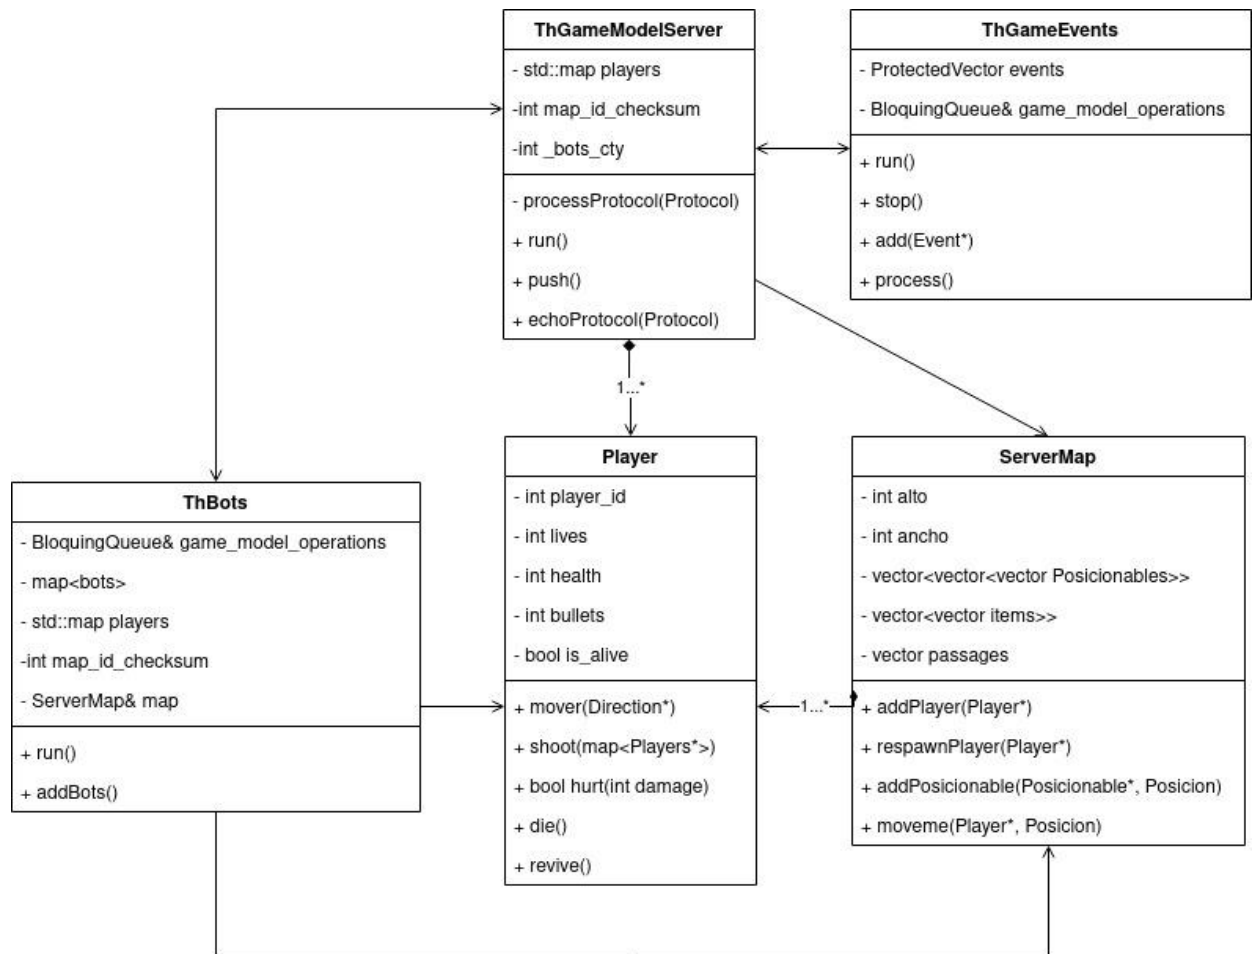 ThGameModelServer
- std::map players
-int map_id_checksum
-int _bots_cty
- processProtocol(Protocol)
+ run()
+ push()
+ echoProtocol(Protocol)
ThGameEvents
- ProtectedVector events
- BloquingQueue& game_model_operations
+ run()
+ stop()
+ add(Event*)
+ process()
1...*
ThBots
- BloquingQueue& game_model_operations
- map<bots>
- std::map players
-int map_id_checksum
- ServerMap& map
+ run()
+ addBots()
Player
- int player_id
- int lives
- int health
- int bullets
- bool is_alive
+ mover(Direction*)
+ shoot(map<Players*>)
+ bool hurt(int damage)
+ die()
+ revive()
1...*
ServerMap
- int alto
- int ancho
- vector<vector<vector Posicionables>>
- vector<vector items>>
- vector passages
+ addPlayer(Player*)
+ respawnPlayer(Player*)
+ addPosicionable(Posicionable*, Posicion)
+ moveme(Player*, Posicion)